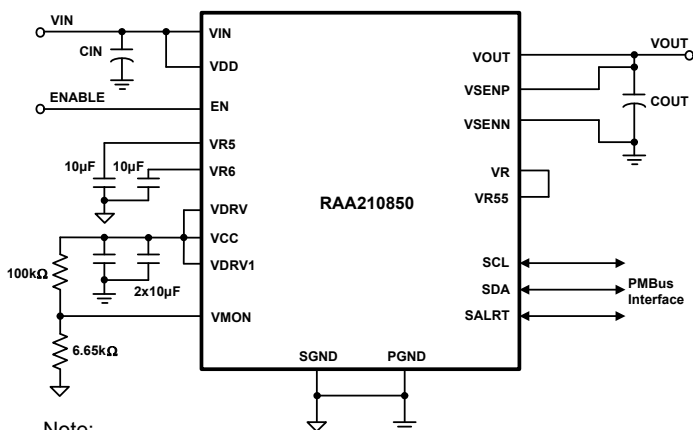 VIN
VIN
CIN
VDD
VOUT
VOUT
ENABLE
EN
VSENP
COUT
VSENN
VR5
10µF
10µF
VR6
VR
RAA210850
VR55
VDRV
VCC
VDRV1
SCL
100kΩ
2x10µF
SDA
PMBus
Interface
VMON
SALRT
6.65kΩ
SGND
PGND
Note: